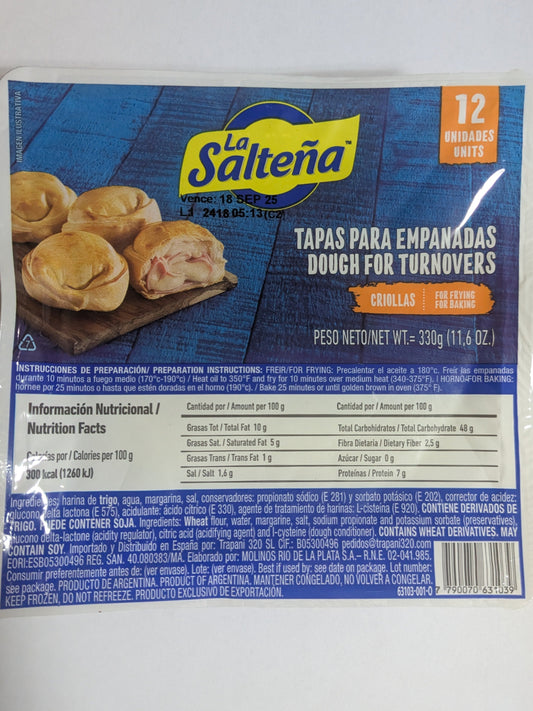 IMAGEN ILUSTRATIVA
12
UNIDADES
UNITS
La
Salteña™
Vence: 18 SEP 25
L:1 2418 05:13(C2)
TAPAS PARA EMPANADAS
DOUGH FOR TURNOVERS
CRIOLLAS
FOR FRYING
FOR BAKING
PESO NETO/NET WT.= 330g (11,6 OZ.)
INSTRUCCIONES DE PREPARACIÓN/ PREPARATION INSTRUCTIONS: FREIR/FOR FRYING: Precalentar el aceite a 180°c. Freír las empanadas
durante 10 minutos a fuego medio (170°c-190°c) / Heat oil to 350°F and fry for 10 minutes over medium heat (340-375°F). I HORNO/FOR BAKING:
hornee por 25 minutos o hasta que estén doradas en el horno (190°c). / Bake 25 minutes or until golden brown in oven (375° F).
Información Nutricional /
Nutrition Facts
Calorías por / Calories per 100 g
300 kcal (1260 kJ)
Cantidad por / Amount per 100 g
Grasas Tot / Total Fat 10 g
Grasas Sat. / Saturated Fat 5 g
Grasas Trans / Trans Fat 1 g
Sal / Salt 1,6 g
Cantidad por / Amount per 100 g
Total Carbohidratos / Total Carbohydrate 48 g
Fibra Dietaria / Dietary Fiber 2,5 g
Azúcar / Sugar 0 g
Proteínas / Protein 7 g
Ingredientes: harina de trigo, agua, margarina, sal, conservadores: propionato sódico (E 281) y sorbato potásico (E 202), corrector de acidez:
glucono delta lactona (E 575), acidulante: ácido cítrico (E 330), agente de tratamiento de harinas: L-cisteína (E 920). CONTIENE DERIVADOS DE
TRIGO. PUEDE CONTENER SOJA. Ingredients: Wheat flour, water, margarine, salt, sodium propionate and potassium sorbate (preservatives),
glucono delta-lactone (acidity regulator), citric acid (acidifying agent) and l-cysteine (dough conditioner). CONTAINS WHEAT DERIVATIVES. MAY
CONTAIN SOY. Importado y Distribuido en España por: Trapani 320 SL CIF.: B05300496 pedidos@trapani320.com
EORI:ESB05300496 REG. SAN. 40.080383/MA. Elaborado por: MOLINOS RIO DE LA PLATA S.A.– R.N.E. 02-041.985.
Consumir preferentemente antes de: (ver envase). Lote: (ver envase). Best if used by: see date on package. Lot number:
see package. PRODUCTO DE ARGENTINA. PRODUCT OF ARGENTINA. MANTENER CONGELADO, NO VOLVER A CONGELAR.
KEEP FROZEN, DO NOT REFREEZE. PRODUCTO EXCLUSIVO DE EXPORTACIÓN.
63103-001-0
7 790070 631039